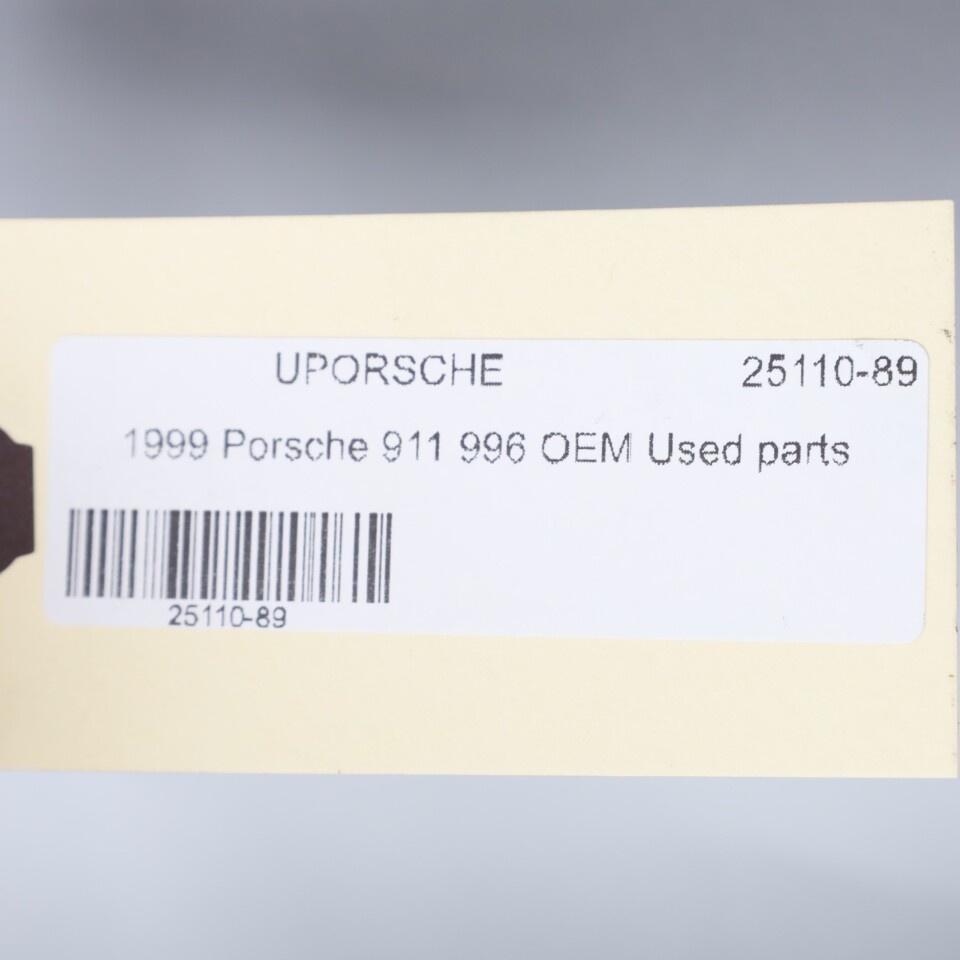 UPORSCHE 25110-89
1999 Porsche 911 996 OEM Used parts
25110-89